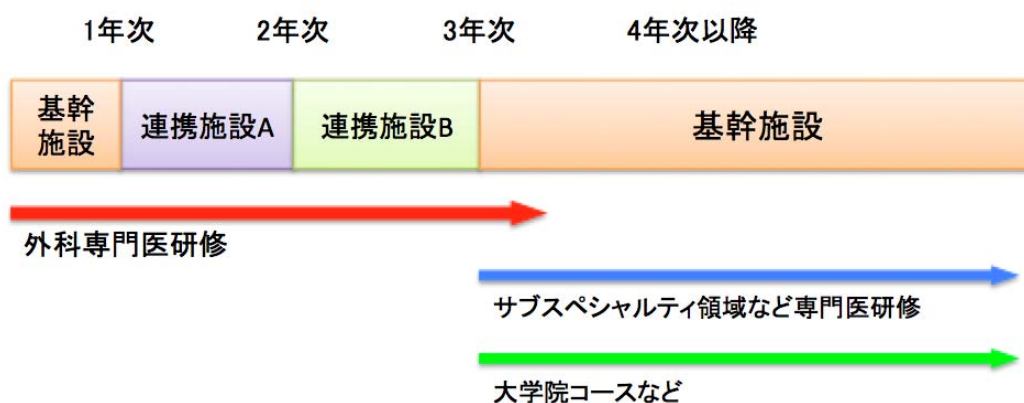 1年次 2年次 3年次 4年次以降
基幹
施設
連携施設A
連携施設B
基幹施設
外科専門医研修
サブスペシャルティ領域など専門医研修
大学院コースなど